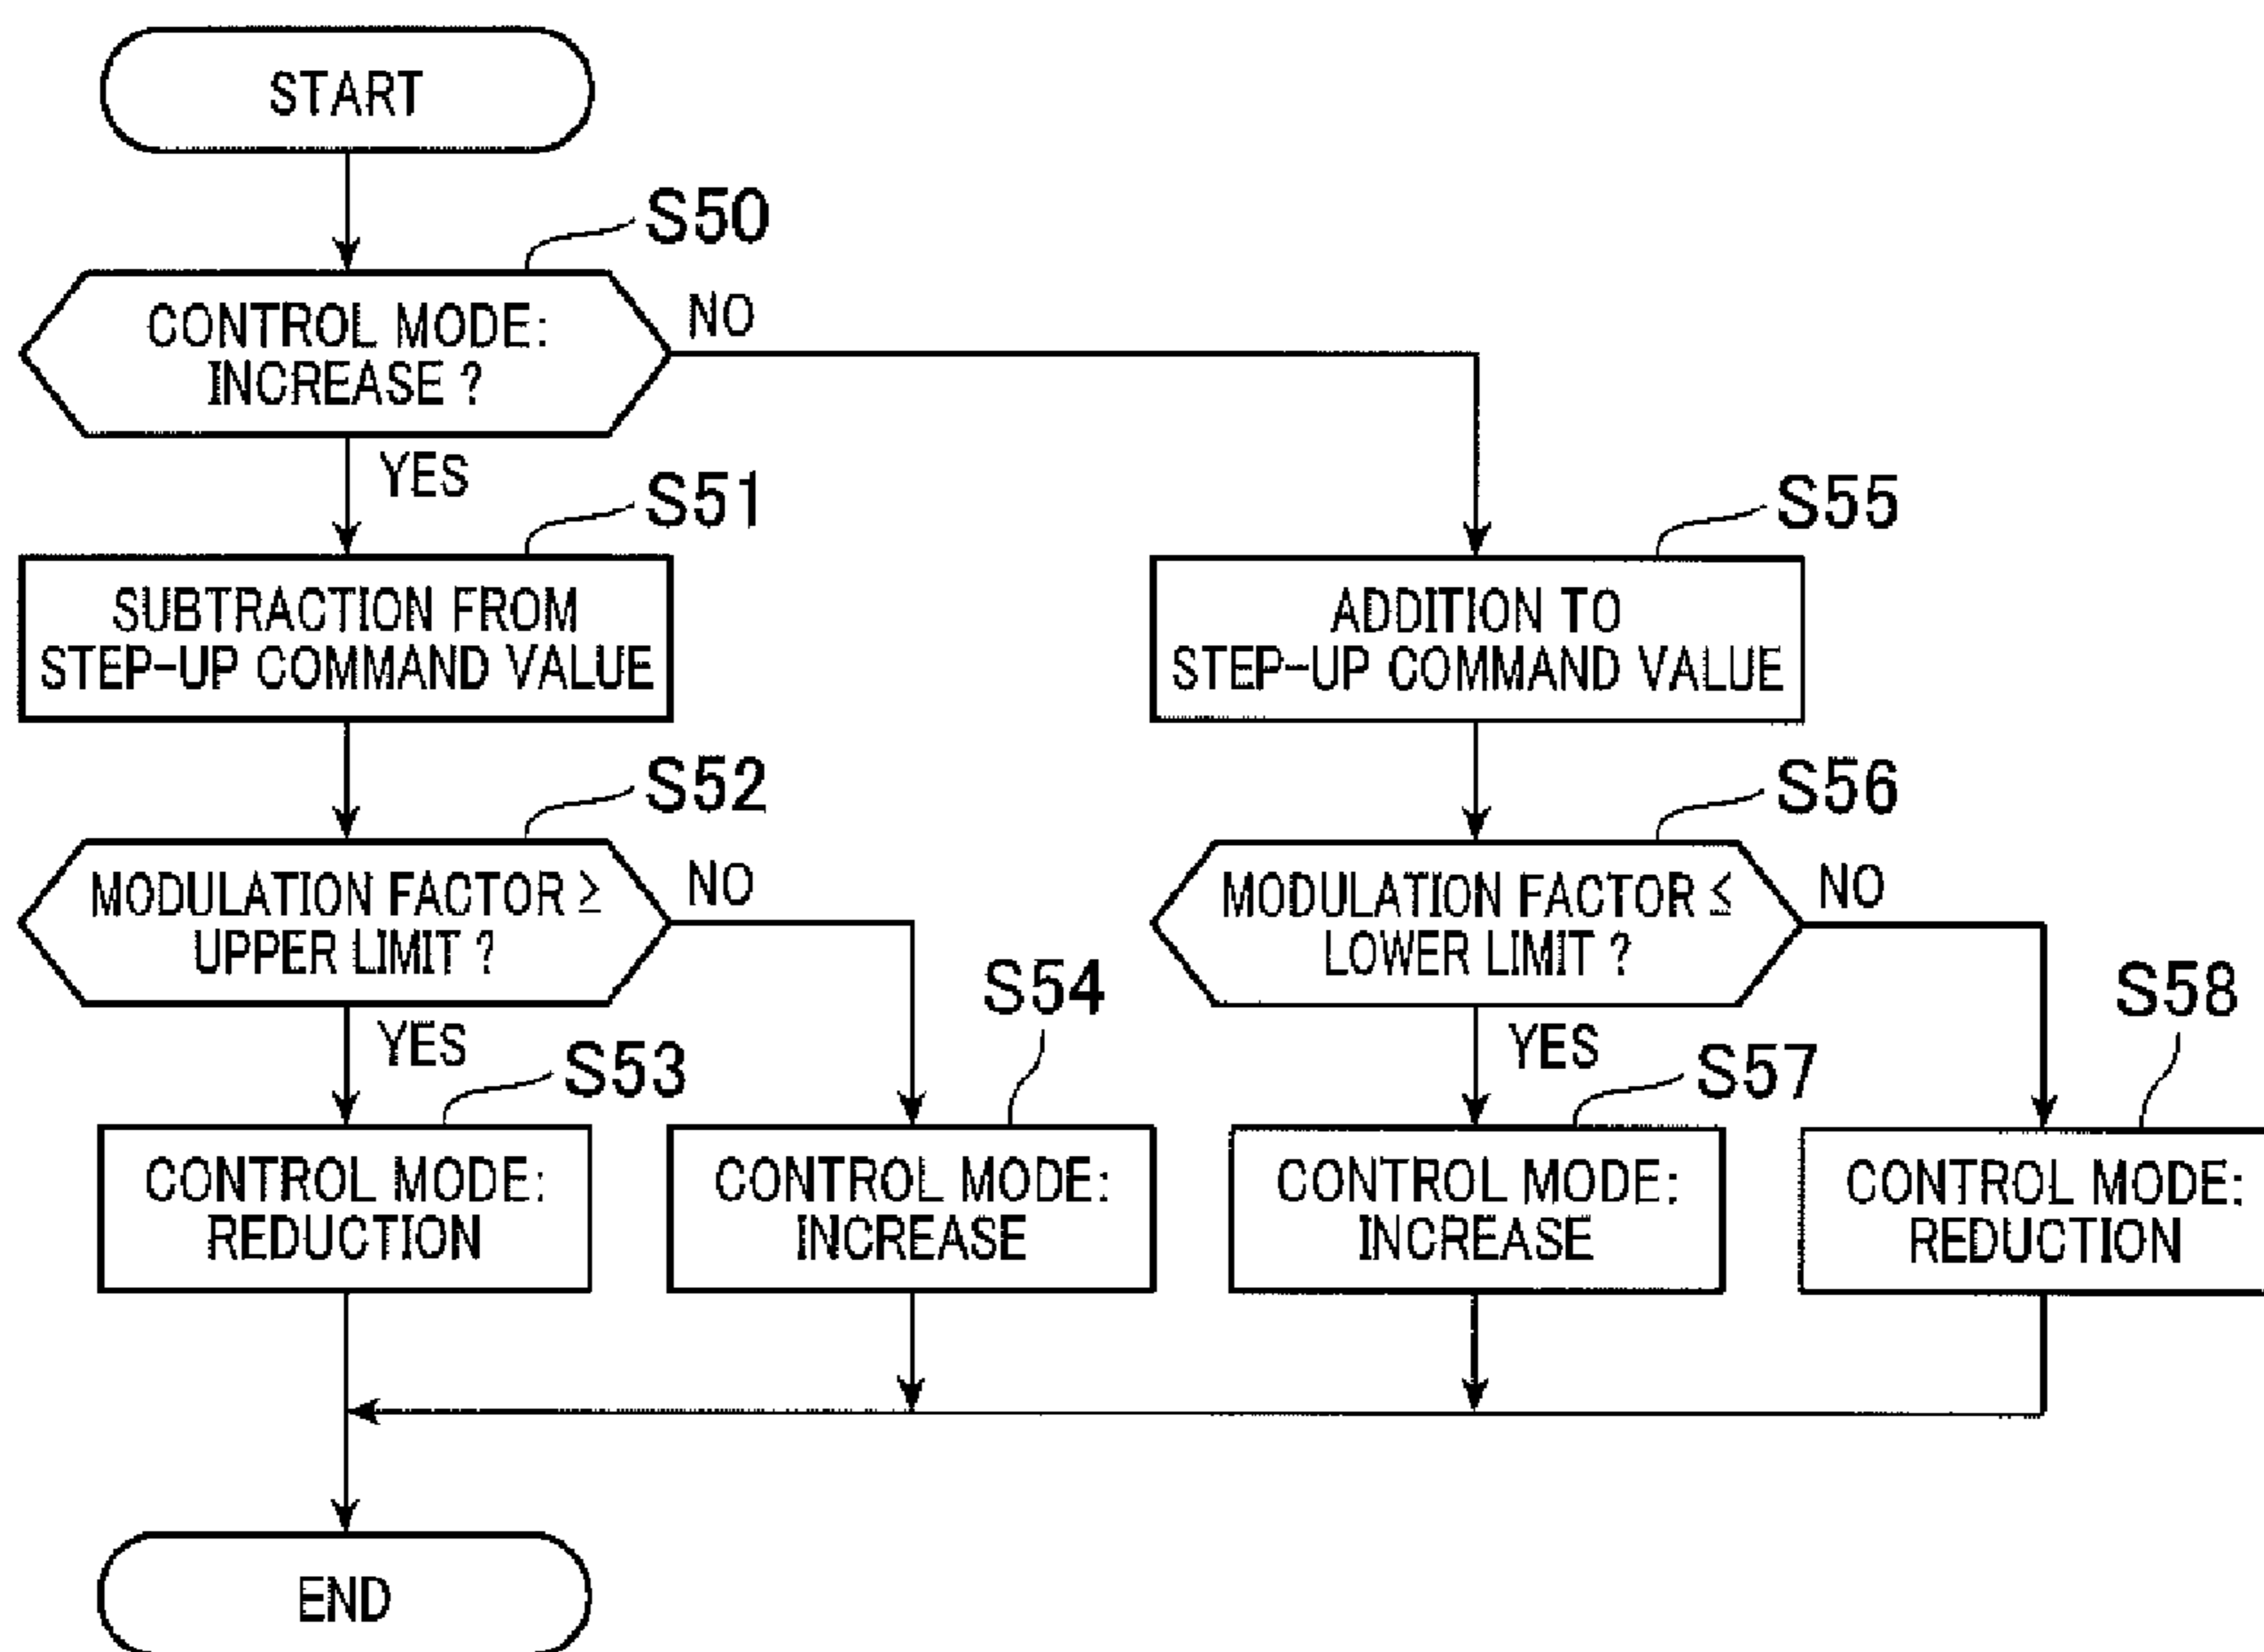 START
S50
CONTROL MODE:
INCREASE ?
NO
YES
S51
SUBTRACTION FROM
STEP-UP COMMAND VALUE
S55
ADDITION TO
STEP-UP COMMAND VALUE
S52
MODULATION FACTOR ≥
UPPER LIMIT ?
NO
YES
S56
MODULATION FACTOR ≤
LOWER LIMIT ?
NO
YES
S53
CONTROL MODE:
REDUCTION
S54
CONTROL MODE:
INCREASE
S57
CONTROL MODE:
INCREASE
S58
CONTROL MODE:
REDUCTION
END